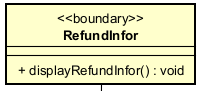 <<boundary>>
RefundInfor
+ displayRefundInfor() : void